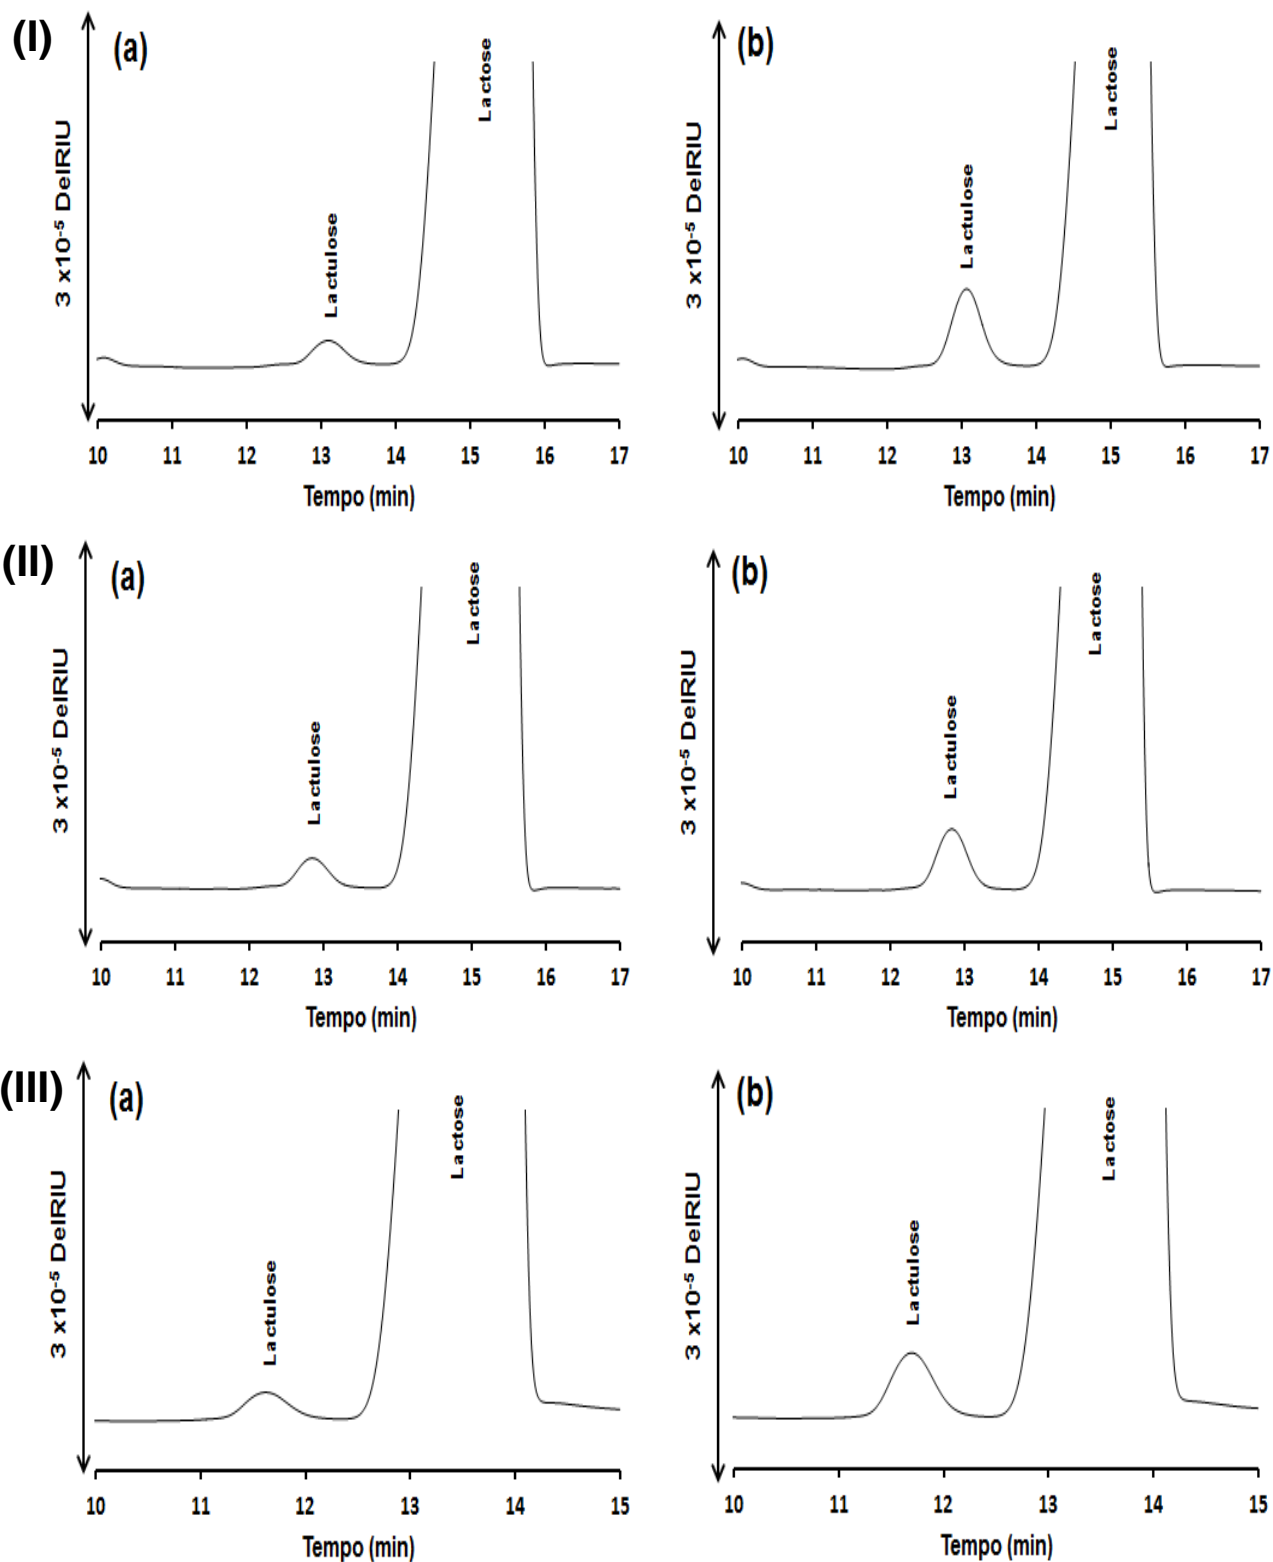 (I)
(a)
3 x10⁻⁵ DelRIU
Lactulose
Lactose
10 11 12 13 14 15 16 17
Tempo (min)
(b)
3 x10⁻⁵ DelRIU
Lactulose
Lactose
10 11 12 13 14 15 16 17
Tempo (min)
(II)
(a)
3 x10⁻⁵ DelRIU
Lactulose
Lactose
10 11 12 13 14 15 16 17
Tempo (min)
(b)
3 x10⁻⁵ DelRIU
Lactulose
Lactose
10 11 12 13 14 15 16 17
Tempo (min)
(III)
(a)
3 x10⁻⁵ DelRIU
Lactulose
Lactose
10 11 12 13 14 15
Tempo (min)
(b)
3 x10⁻⁵ DelRIU
Lactulose
Lactose
10 11 12 13 14 15
Tempo (min)